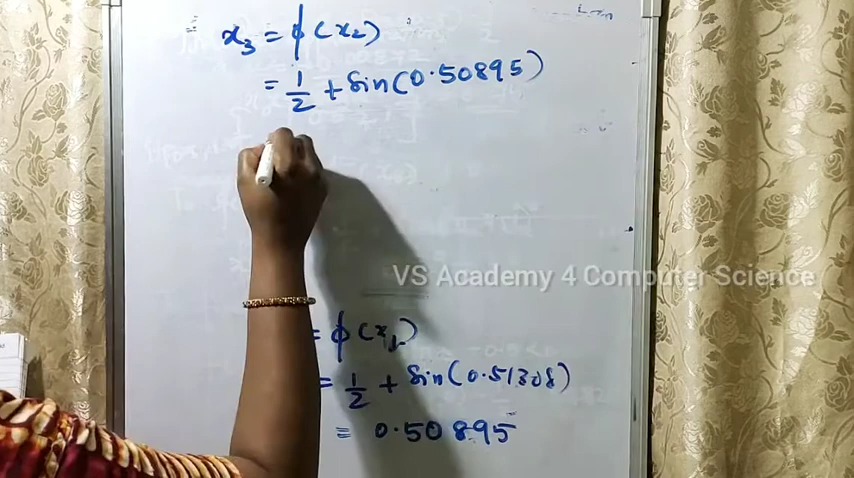 x₃ = ϕ(x₂)
= 1/2 + Sin(0.50895)
VS Academy 4 Computer Science
= ϕ(x₁)
= 1/2 + Sin(0.51308)
= 0.50895